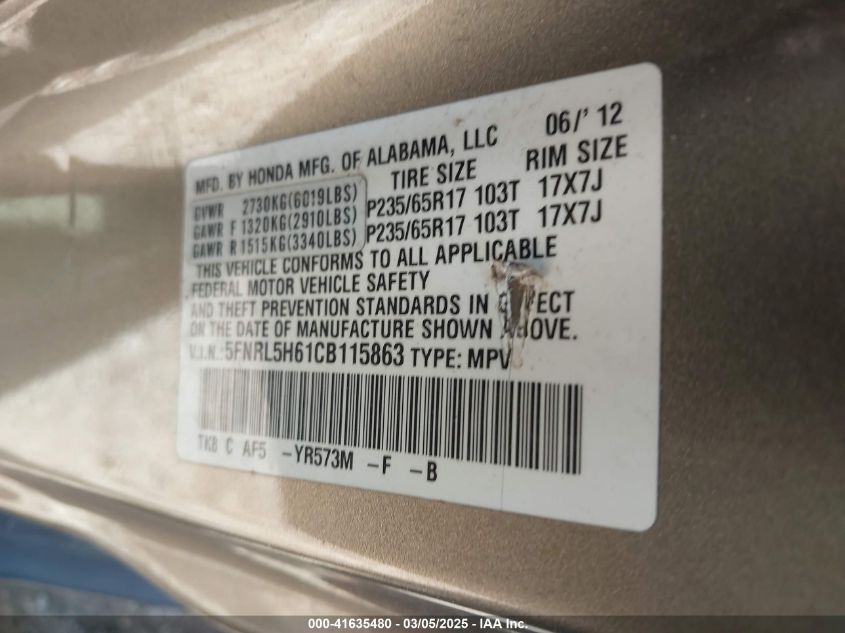 06/' 12
MFD. BY HONDA MFG. OF ALABAMA, LLC
TIRE SIZE RIM SIZE
GVWR 2730KG(6019LBS)
GAWR F 1320KG(2910LBS) P235/65R17 103T 17X7J
GAWR R 1515KG(3340LBS) P235/65R17 103T 17X7J
THIS VEHICLE CONFORMS TO ALL APPLICABLE
FEDERAL MOTOR VEHICLE SAFETY
AND THEFT PREVENTION STANDARDS IN
ON THE DATE OF MANUFACTURE SHOWN
V.I.N.: 5FNRL5H61CB115863 TYPE: MPV
TK8 C AF5 -YR573M -F -B
000-41635480 - 03/05/2025 - IAA Inc.